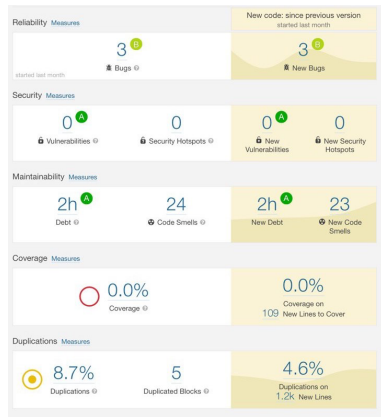 Reliability Measures
New code: since previous version
started last month
3 B
Bugs
started last month
3 B
New Bugs
Security Measures
0 A
Vulnerabilities
0
Security Hotspots
0 A
New Vulnerabilities
0
New Security Hotspots
Maintainability Measures
2h A
Debt
24
Code Smells
2h A
New Debt
23
New Code Smells
Coverage Measures
0.0%
Coverage
0.0%
Coverage on
109 New Lines to Cover
Duplications Measures
8.7%
Duplications
5
Duplicated Blocks
4.6%
Duplications on
1.2k New Lines